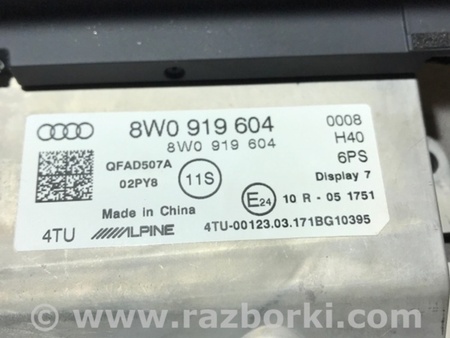 8W0 919 604
8W0 919 604
0008
H40
6PS
QFAD507A
02PY8
11S
Display 7
E24
10 R - 05 1751
Made in China
4TU
ALPINE
4TU-00123.03.171BG10395
© www.razborki.com